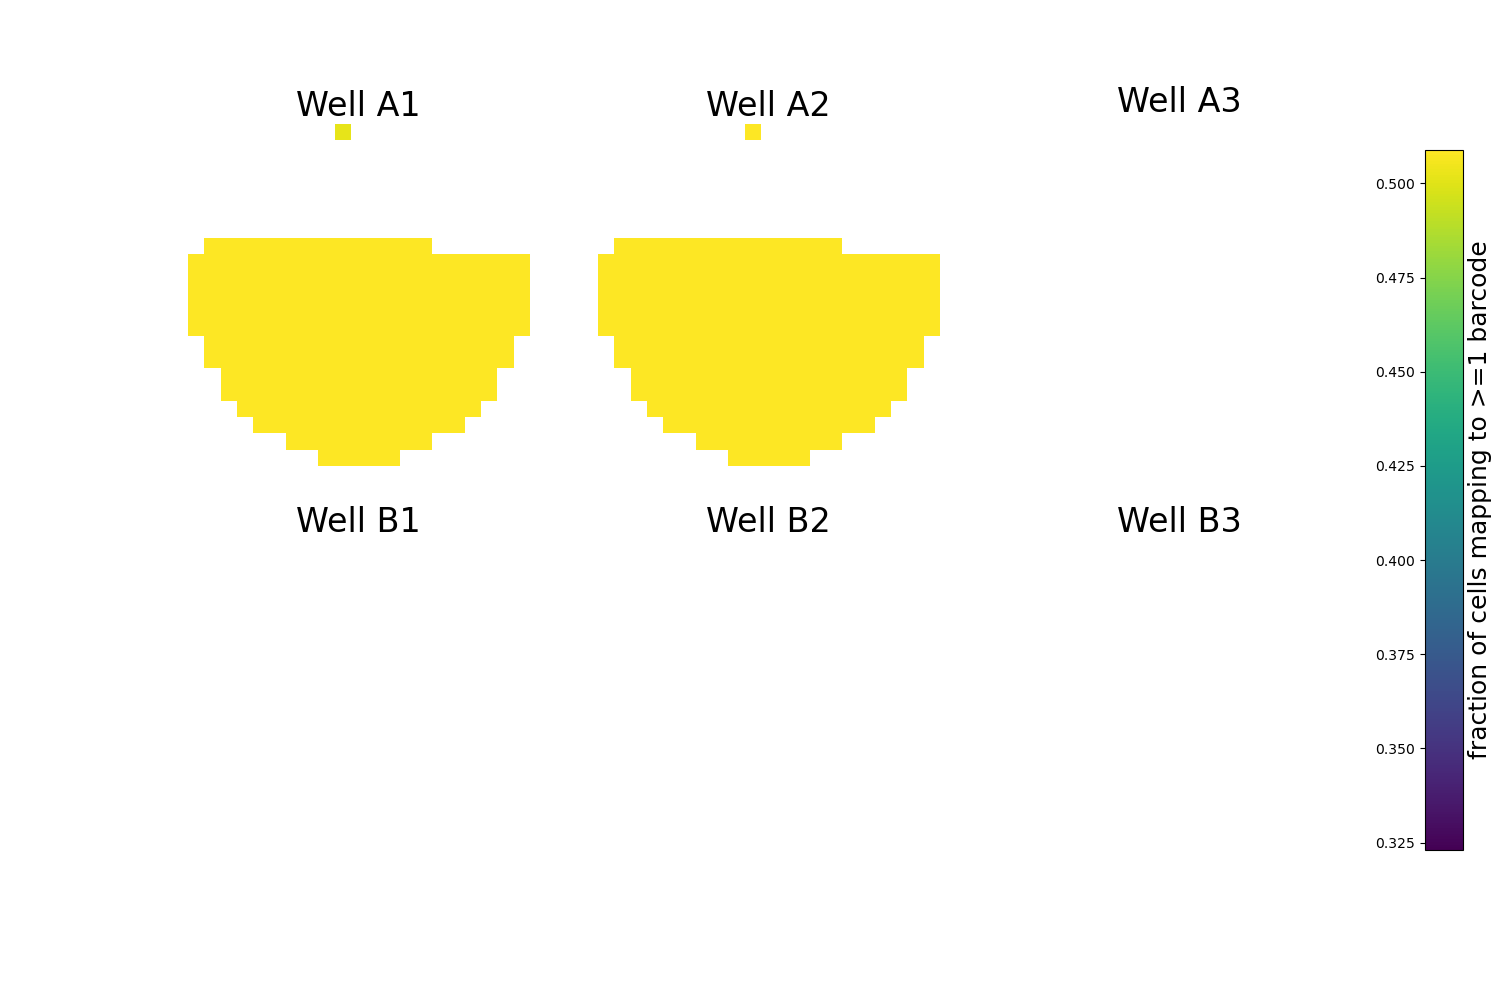 Well A1
Well A2
Well A3
Well B1
Well B2
Well B3
0.500
0.475
0.450
0.425
0.400
0.375
0.350
0.325
fraction of cells mapping to >=1 barcode